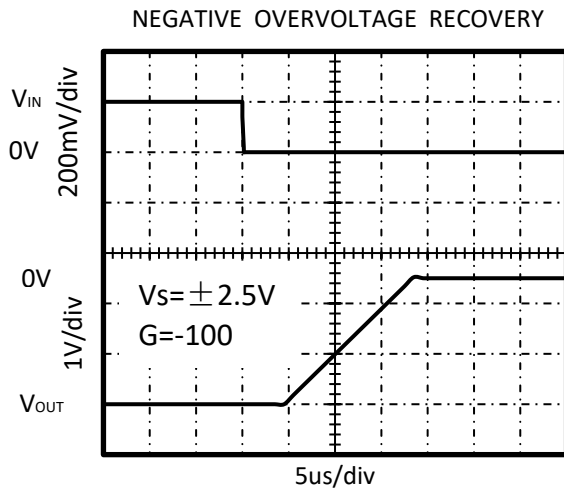 NEGATIVE OVERVOLTAGE RECOVERY
VIN
0V
200mV/div
0V
1V/div
VOUT
Vs=±2.5V
G=-100
5us/div